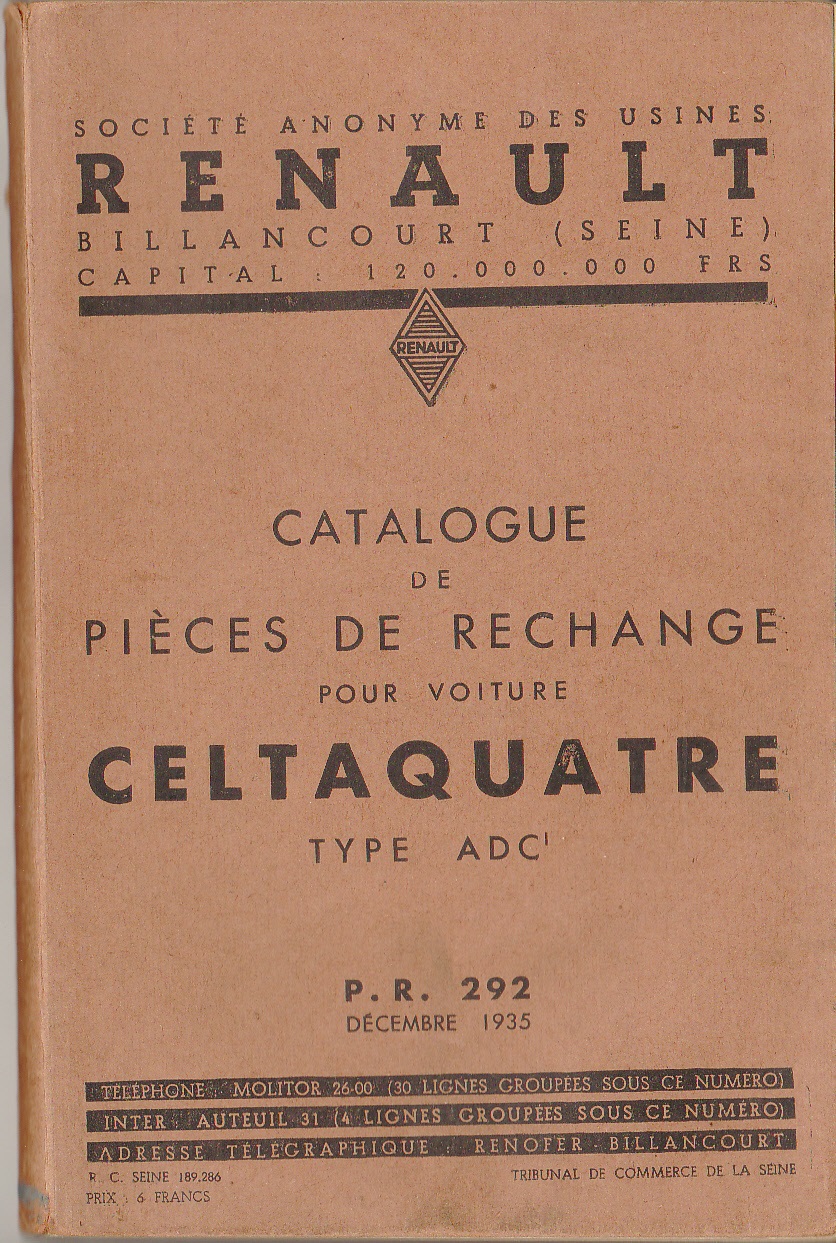 SOCIÉTÉ ANONYME DES USINES
RENAULT
BILLANCOURT (SEINE)
CAPITAL : 120.000.000 FRS
RENAULT
CATALOGUE
DE
PIÈCES DE RECHANGE
POUR VOITURE
CELTAQUATRE
TYPE ADC¹
P. R. 292
DÉCEMBRE 1935
TÉLÉPHONE : MOLITOR 26-00 (30 LIGNES GROUPÉES SOUS CE NUMÉRO)
INTER : AUTEUIL 31 (4 LIGNES GROUPÉES SOUS CE NUMÉRO)
ADRESSE TÉLÉGRAPHIQUE : RENOFER - BILLANCOURT
R. C. SEINE 189.286 TRIBUNAL DE COMMERCE DE LA SEINE
PRIX : 6 FRANCS